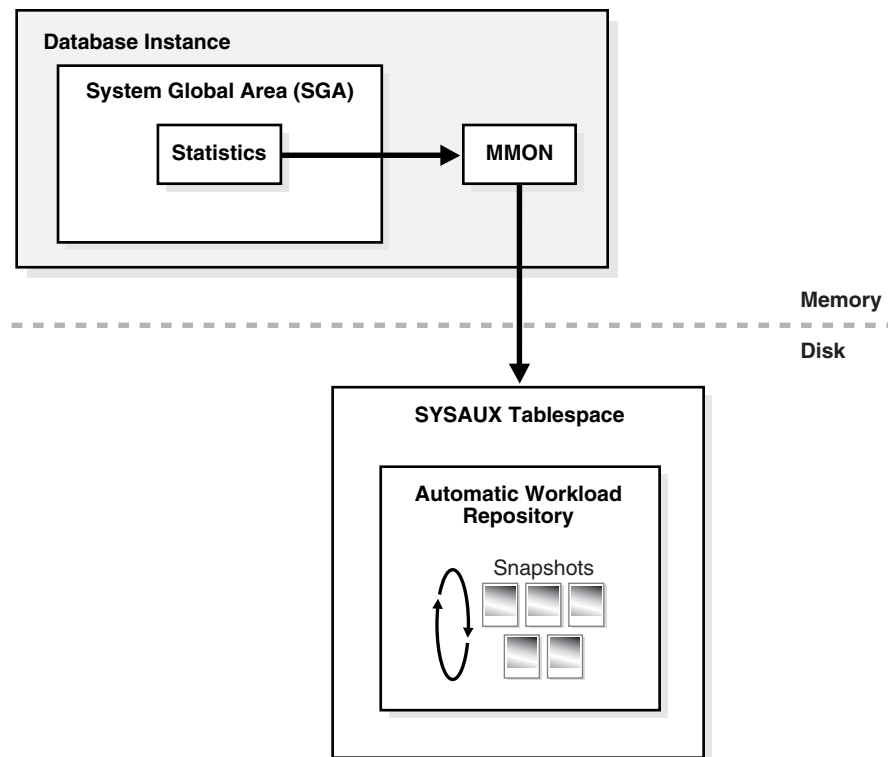 Database Instance
System Global Area (SGA)
Statistics
MMON
Memory
Disk
SYSAUX Tablespace
Automatic Workload
Repository
Snapshots